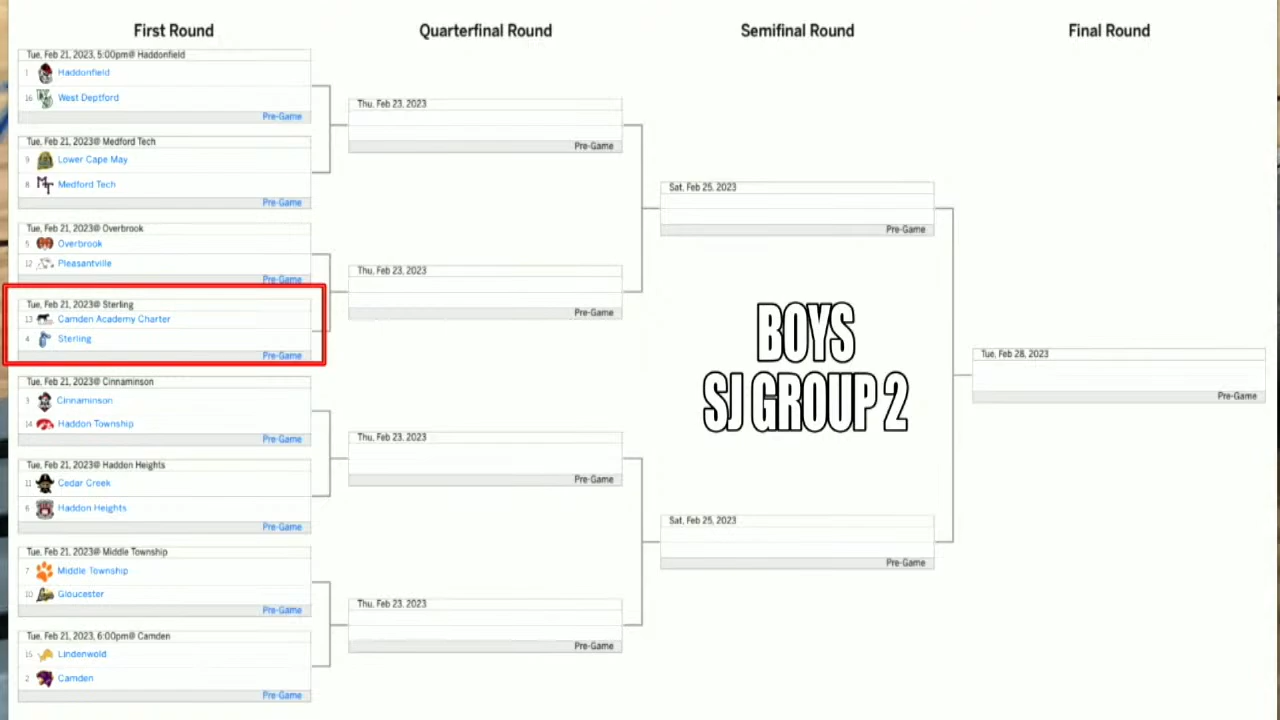 First Round
Quarterfinal Round
Semifinal Round
Final Round
Tue, Feb 21, 2023, 5:00pm@ Haddonfield
1 Haddonfield
16 West Deptford
Pre-Game
Tue, Feb 21, 2023@ Medford Tech
9 Lower Cape May
8 MT Medford Tech
Pre-Game
Tue, Feb 21, 2023@ Overbrook
5 Overbrook
12 Pleasantville
Pre-Game
Tue, Feb 21, 2023@ Sterling
13 Camden Academy Charter
4 Sterling
Pre-Game
Tue, Feb 21, 2023@ Cinnaminson
3 Cinnaminson
14 Haddon Township
Pre-Game
Tue, Feb 21, 2023@ Haddon Heights
11 Cedar Creek
6 Haddon Heights
Pre-Game
Tue, Feb 21, 2023@ Middle Township
7 Middle Township
10 Gloucester
Pre-Game
Tue, Feb 21, 2023, 6:00pm@ Camden
15 Lindenwold
2 Camden
Pre-Game
Thu, Feb 23, 2023
Pre-Game
Thu, Feb 23, 2023
Pre-Game
Thu, Feb 23, 2023
Pre-Game
Thu, Feb 23, 2023
Pre-Game
Sat, Feb 25, 2023
Pre-Game
BOYS
SJ GROUP 2
Sat, Feb 25, 2023
Pre-Game
Tue, Feb 28, 2023
Pre-Game